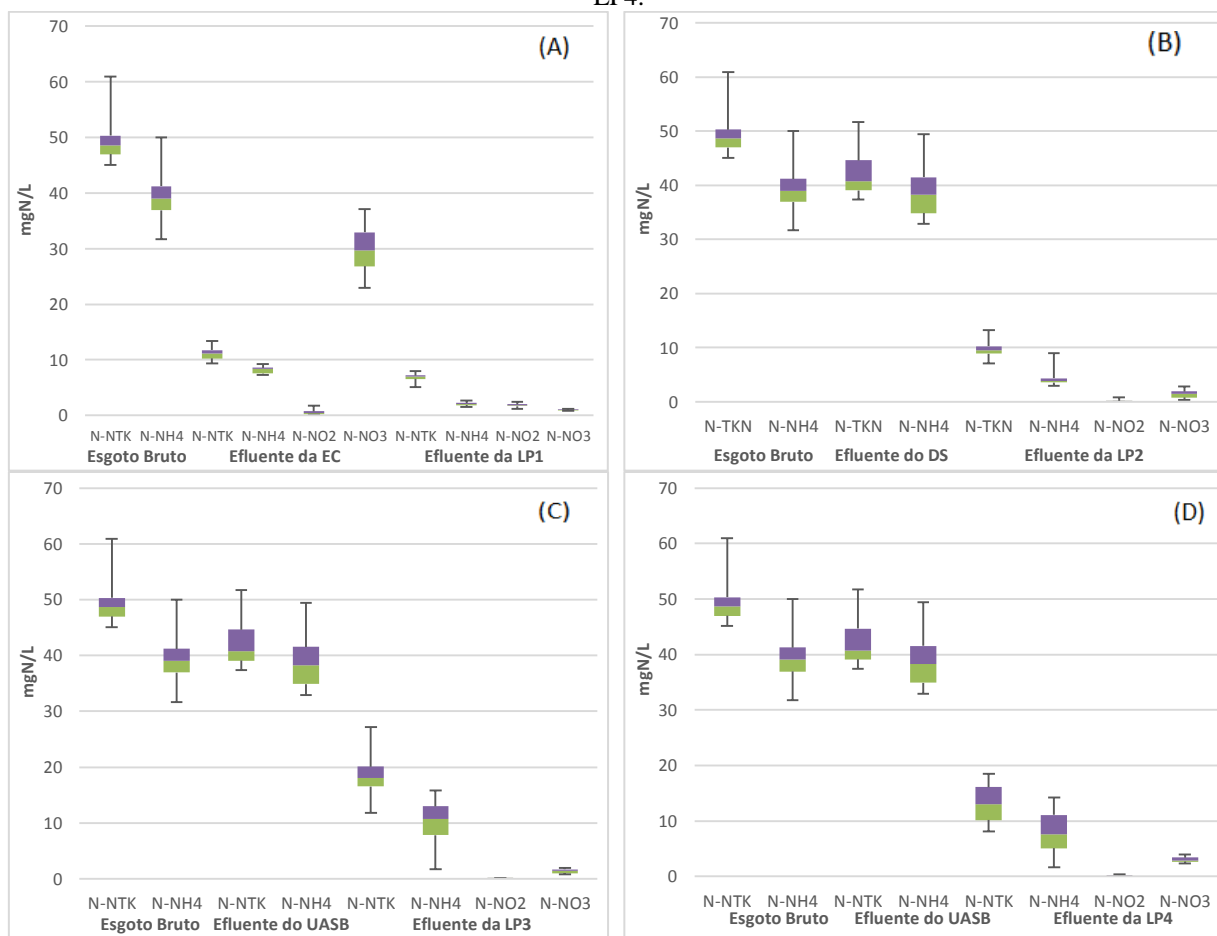 LP4.
(A)
70
60
50
40
30
20
10
0
mgN/L
N-NTK N-NH4 N-NTK N-NH4 N-NO2 N-NO3 N-NTK N-NH4 N-NO2 N-NO3
Esgoto Bruto Efluente da EC Efluente da LP1
(B)
70
60
50
40
30
20
10
0
mgN/L
N-TKN N-NH4 N-TKN N-NH4 N-TKN N-NH4 N-NO2 N-NO3
Esgoto Bruto Efluente do DS Efluente da LP2
(C)
70
60
50
40
30
20
10
0
mgN/L
N-NTK N-NH4 N-NTK N-NH4 N-NTK N-NH4 N-NO2 N-NO3
Esgoto Bruto Efluente do UASB Efluente da LP3
(D)
70
60
50
40
30
20
10
0
mgN/L
N-NTK N-NH4 N-NTK N-NH4 N-NTK N-NH4 N-NO2 N-NO3
Esgoto Bruto Efluente do UASB Efluente da LP4